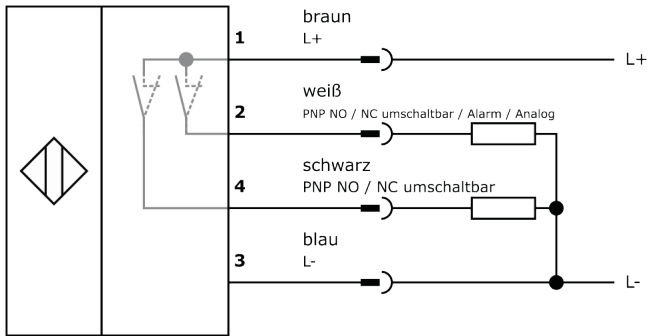 braun
1 L+ L+
weiß
2 PNP NO / NC umschaltbar / Alarm / Analog
schwarz
4 PNP NO / NC umschaltbar
blau
3 L- L-